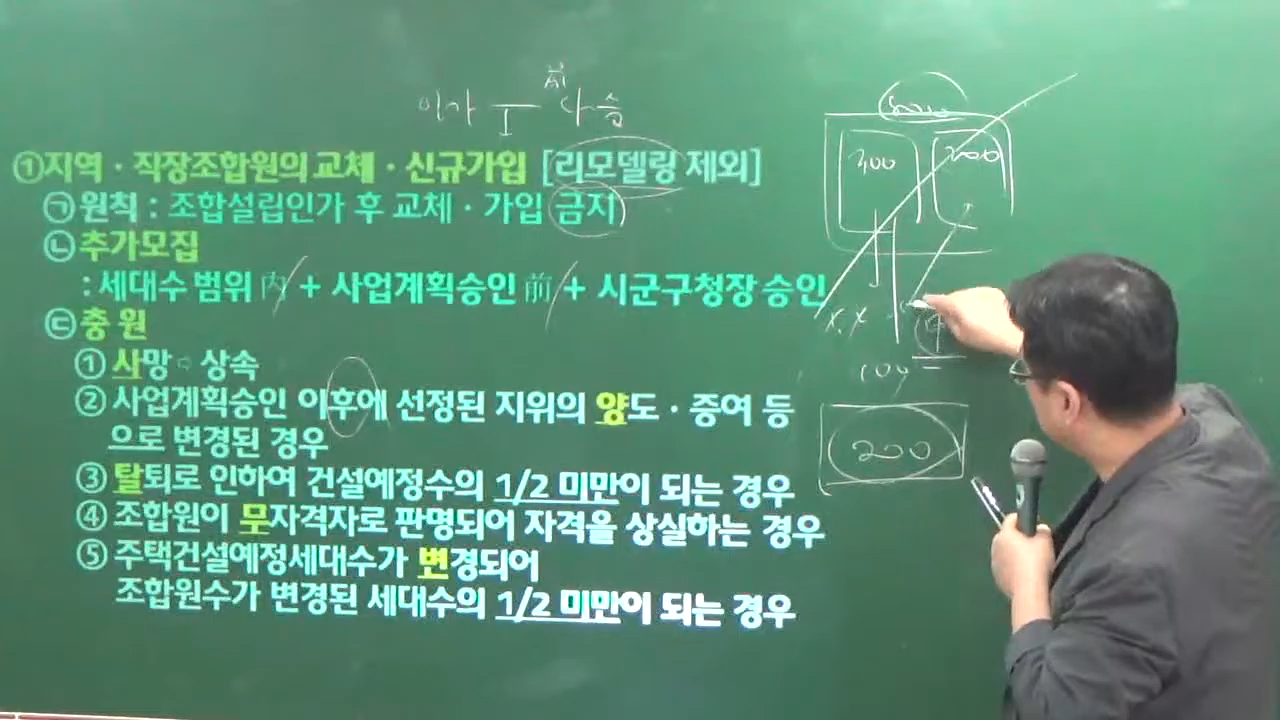 인가 사승
前
①지역·직장조합원의 교체·신규가입 [리모델링 제외]
㉠원칙 : 조합설립인가 후 교체·가입 금지
㉡추가모집
: 세대수 범위 內 + 사업계획승인 前 + 시군구청장 승인
㉢충 원
① 사망⇨상속
② 사업계획승인 이후에 선정된 지위의 양도·증여 등
으로 변경된 경우
③ 탈퇴로 인하여 건설예정수의 1/2 미만이 되는 경우
④ 조합원이 무자격자로 판명되어 자격을 상실하는 경우
⑤ 주택건설예정세대수가 변경되어
조합원수가 변경된 세대수의 1/2 미만이 되는 경우
300
200
200